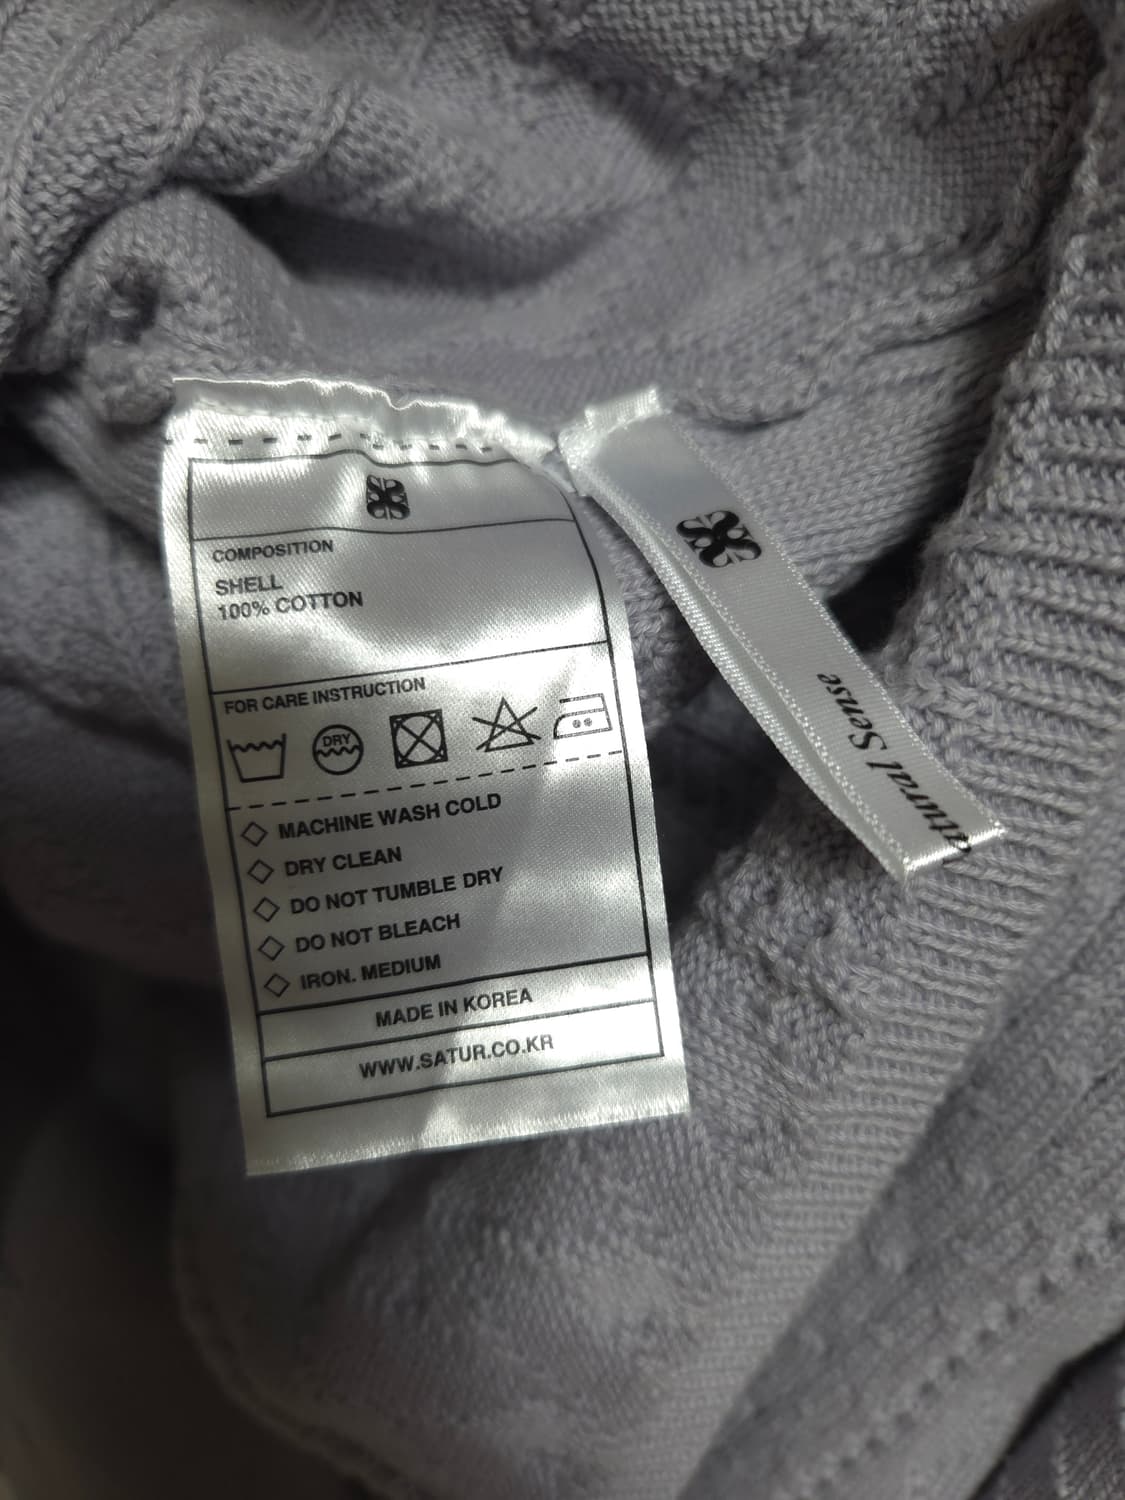 COMPOSITION
SHELL
100% COTTON
FOR CARE INSTRUCTION
DRY
MACHINE WASH COLD
DRY CLEAN
DO NOT TUMBLE DRY
DO NOT BLEACH
IRON. MEDIUM
MADE IN KOREA
WWW.SATUR.CO.KR
atural Sense